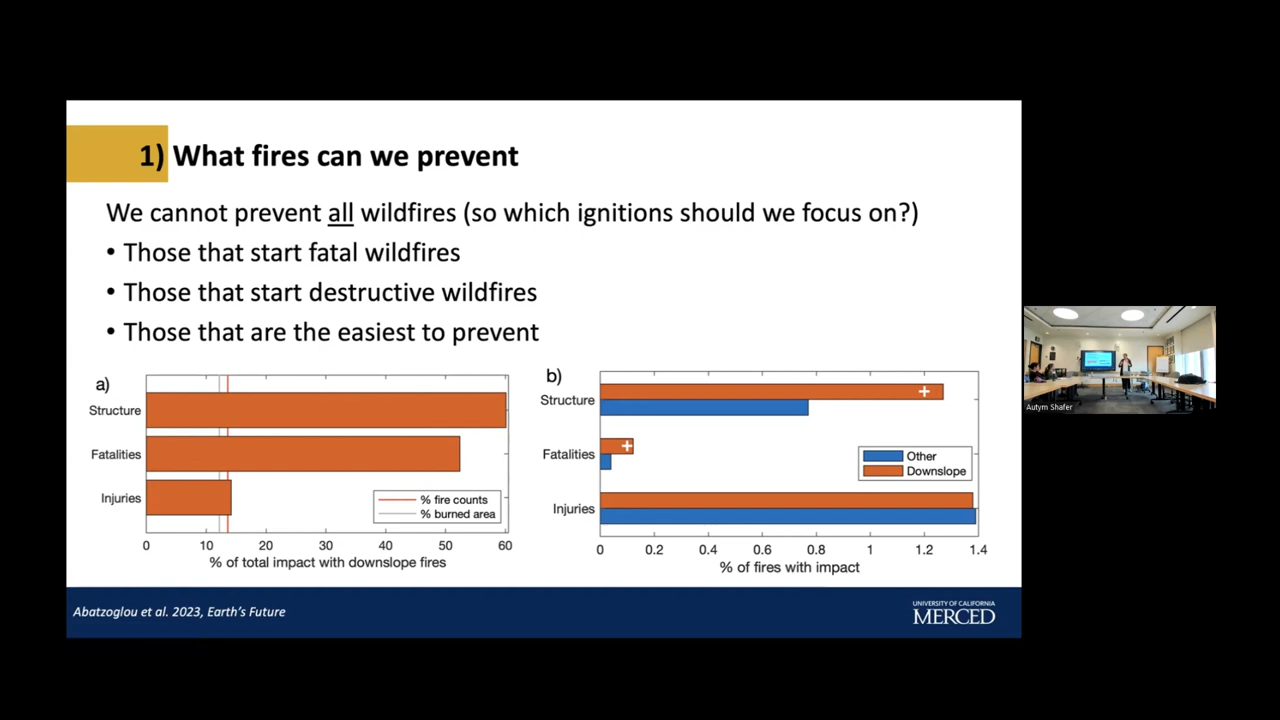 1) What fires can we prevent
We cannot prevent all wildfires (so which ignitions should we focus on?)
• Those that start fatal wildfires
• Those that start destructive wildfires
• Those that are the easiest to prevent
a)
Structure
Fatalities
Injuries
% fire counts
% burned area
0 10 20 30 40 50 60
% of total impact with downslope fires
b)
Structure
Fatalities
Injuries
Other
Downslope
0 0.2 0.4 0.6 0.8 1 1.2 1.4
% of fires with impact
Abatzoglou et al. 2023, Earth's Future
UNIVERSITY OF CALIFORNIA
MERCED
Autym Shafer